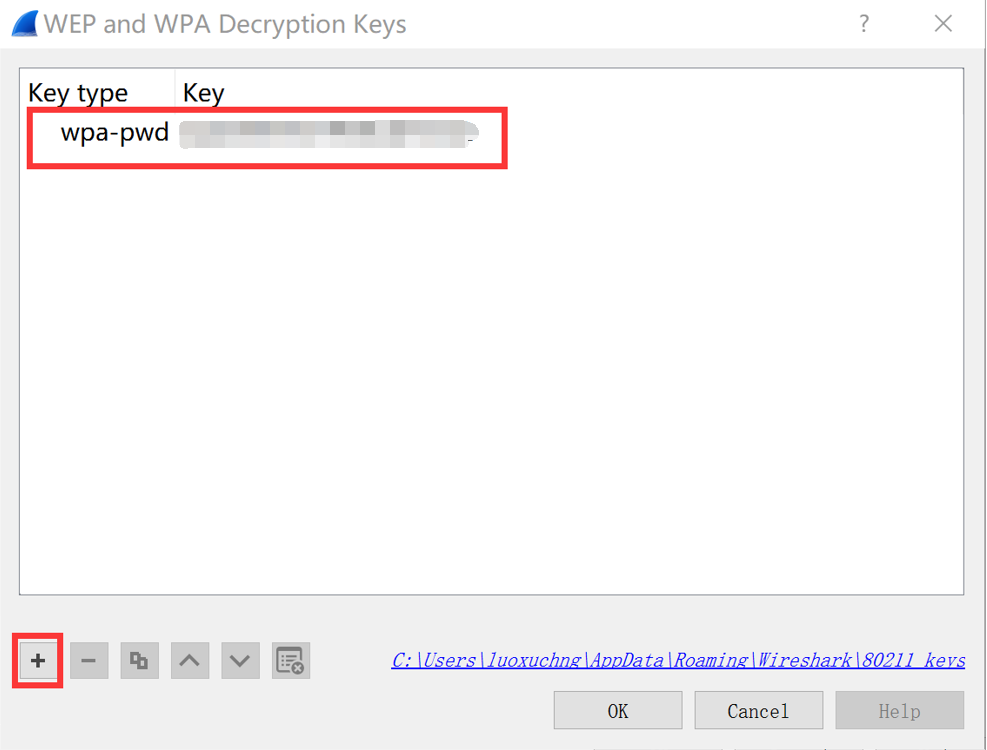 WEP and WPA Decryption Keys
Key type Key
wpa-pwd
C:\Users\luoxuchng\AppData\Roaming\Wireshark\80211_keys
OK Cancel Help